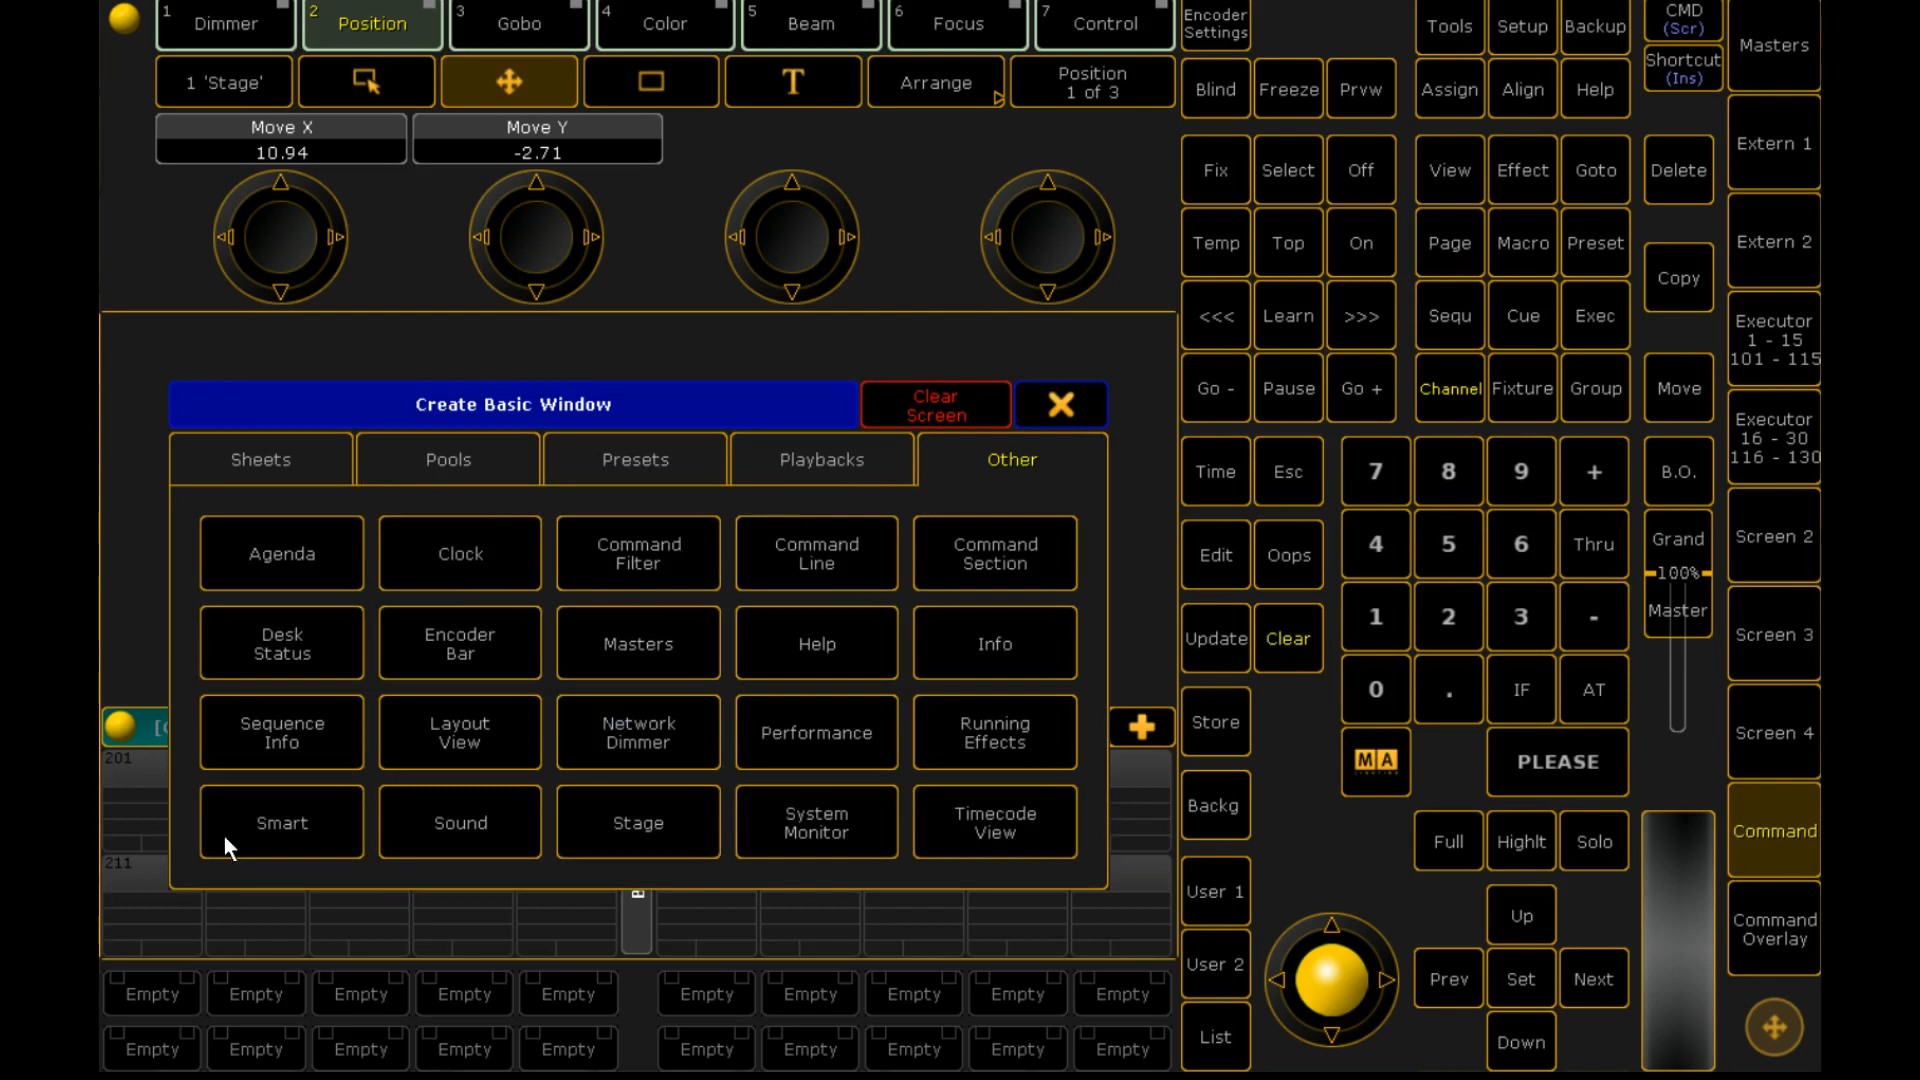 1 Dimmer
2 Position
3 Gobo
4 Color
5 Beam
6 Focus
7 Control
Encoder
Settings
Tools
Setup
Backup
CMD
(Scr)
Masters
1 'Stage'
T
Arrange
Position
1 of 3
Blind
Freeze
Prvw
Assign
Align
Help
Shortcut
(Ins)
Move X
10.94
Move Y
-2.71
Extern 1
Fix
Select
Off
View
Effect
Goto
Delete
Temp
Top
On
Page
Macro
Preset
Extern 2
Copy
<<<
Learn
>>>
Sequ
Cue
Exec
Executor
1 - 15
101 - 115
Go -
Pause
Go +
Channel
Fixture
Group
Move
Create Basic Window
Clear
Screen
Executor
16 - 30
116 - 130
Sheets
Pools
Presets
Playbacks
Other
Time
Esc
7
8
9
+
B.O.
Agenda
Clock
Command
Filter
Command
Line
Command
Section
Edit
Oops
4
5
6
Thru
Grand
100%
Master
Screen 2
Desk
Status
Encoder
Bar
Masters
Help
Info
Update
Clear
1
2
3
-
Screen 3
Sequence
Info
Layout
View
Network
Dimmer
Performance
Running
Effects
Store
0
.
IF
AT
Screen 4
201
MA
LIGHTING
PLEASE
Smart
Sound
Stage
System
Monitor
Timecode
View
Backg
Full
Highlt
Solo
Command
211
User 1
Up
Command
Overlay
User 2
Prev
Set
Next
Empty
Empty
Empty
Empty
Empty
Empty
Empty
Empty
Empty
Empty
List
Down
Empty
Empty
Empty
Empty
Empty
Empty
Empty
Empty
Empty
Empty